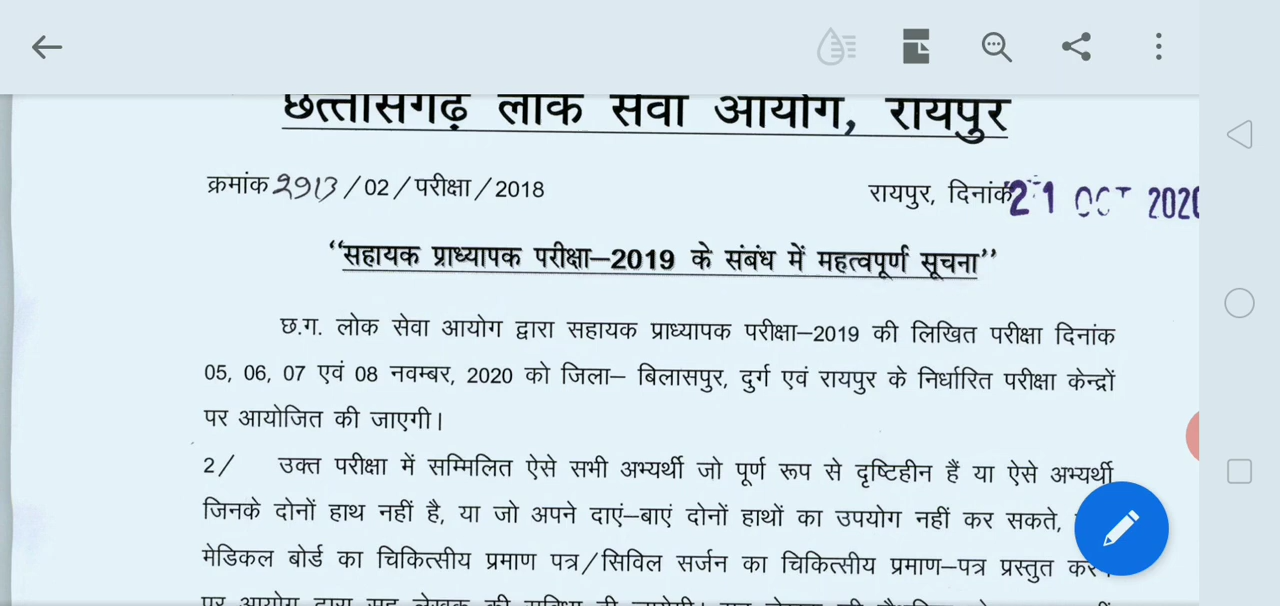 छत्तीसगढ़ लोक सेवा आयोग, रायपुर
क्रमांक 2913 /02/परीक्षा/2018 रायपुर, दिनांक 21 OCT 2020
“सहायक प्राध्यापक परीक्षा–2019 के संबंध में महत्वपूर्ण सूचना”
छ.ग. लोक सेवा आयोग द्वारा सहायक प्राध्यापक परीक्षा–2019 की लिखित परीक्षा दिनांक
05, 06, 07 एवं 08 नवम्बर, 2020 को जिला– बिलासपुर, दुर्ग एवं रायपुर के निर्धारित परीक्षा केन्द्रों
पर आयोजित की जाएगी।
2/ उक्त परीक्षा में सम्मिलित ऐसे सभी अभ्यर्थी जो पूर्ण रूप से दृष्टिहीन हैं या ऐसे अभ्यर्थी
जिनके दोनों हाथ नहीं है, या जो अपने दाएं–बाएं दोनों हाथों का उपयोग नहीं कर सकते,
मेडिकल बोर्ड का चिकित्सीय प्रमाण पत्र/सिविल सर्जन का चिकित्सीय प्रमाण–पत्र प्रस्तुत